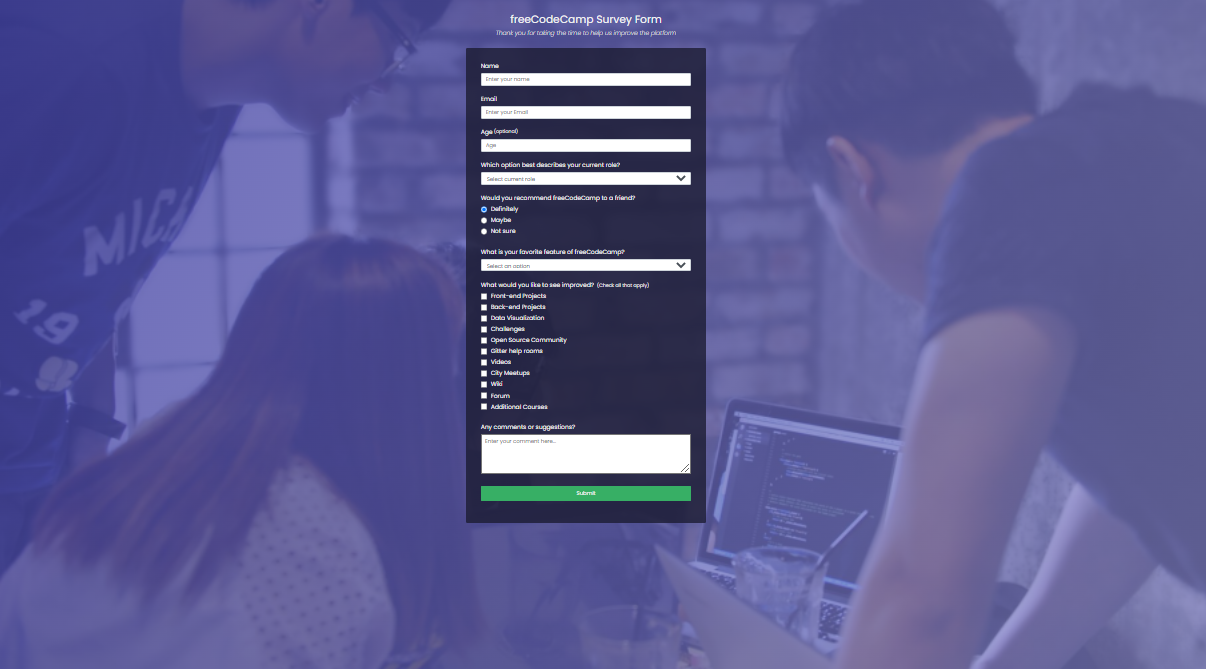 freeCodeCamp Survey Form
Thank you for taking the time to help us improve the platform
Name
Enter your name
Email
Enter your Email
Age (optional)
Age
Which option best describes your current role?
Select current role
Would you recommend freeCodeCamp to a friend?
Definitely
Maybe
Not sure
What is your favorite feature of freeCodeCamp?
Select an option
What would you like to see improved? (Check all that apply)
Front-end Projects
Back-end Projects
Data Visualization
Challenges
Open Source Community
Gitter help rooms
Videos
City Meetups
Wiki
Forum
Additional Courses
Any comments or suggestions?
Enter your comment here...
Submit
MICH
19